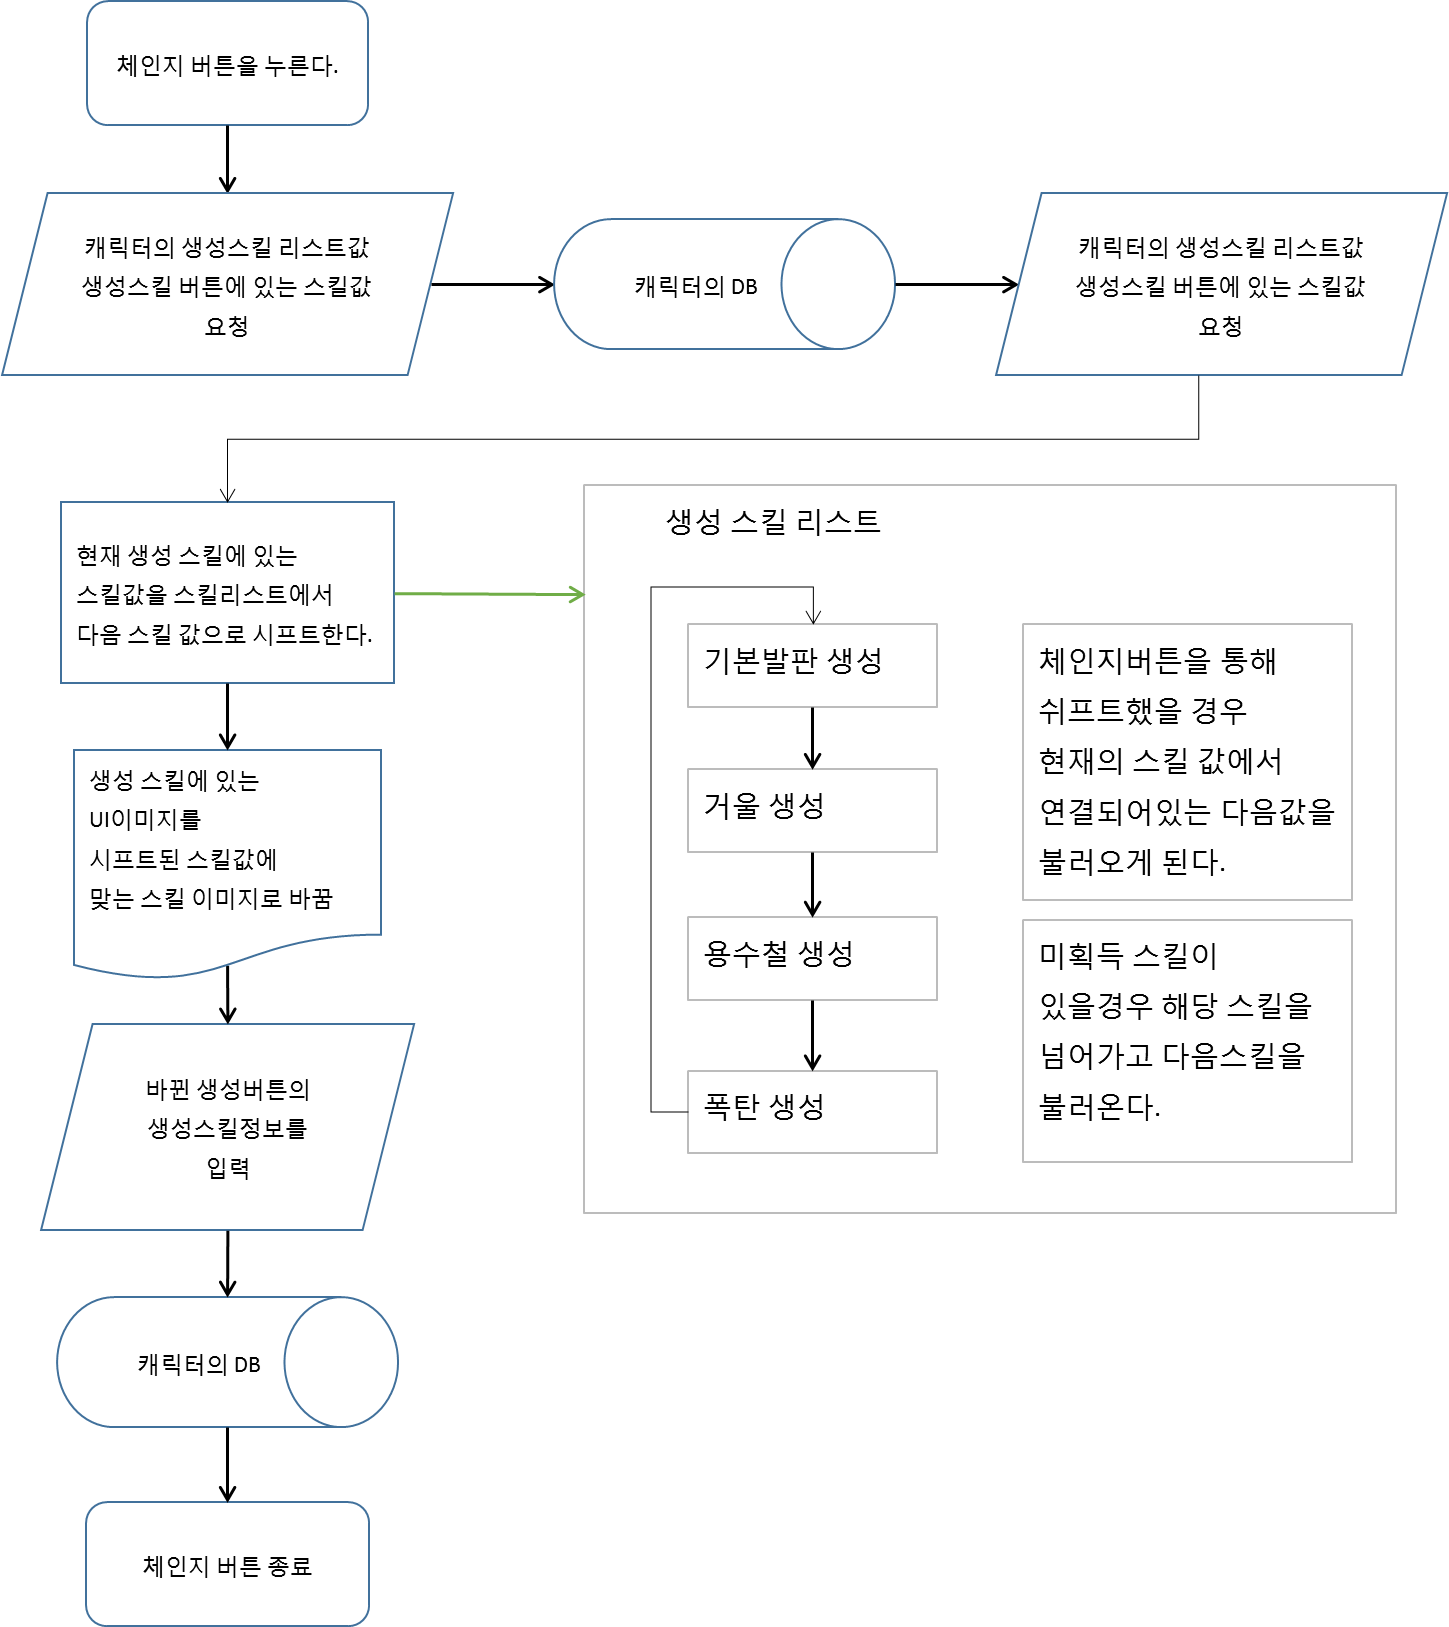 체인지 버튼을 누른다.
캐릭터의 생성스킬 리스트값
생성스킬 버튼에 있는 스킬값
요청
캐릭터의 DB
캐릭터의 생성스킬 리스트값
생성스킬 버튼에 있는 스킬값
요청
현재 생성 스킬에 있는
스킬값을 스킬리스트에서
다음 스킬 값으로 시프트한다.
생성 스킬 리스트
기본발판 생성
거울 생성
용수철 생성
폭탄 생성
체인지버튼을 통해
쉬프트했을 경우
현재의 스킬 값에서
연결되어있는 다음값을
불러오게 된다.
미획득 스킬이
있을경우 해당 스킬을
넘어가고 다음스킬을
불러온다.
생성 스킬에 있는
UI이미지를
시프트된 스킬값에
맞는 스킬 이미지로 바꿈
바뀐 생성버튼의
생성스킬정보를
입력
캐릭터의 DB
체인지 버튼 종료